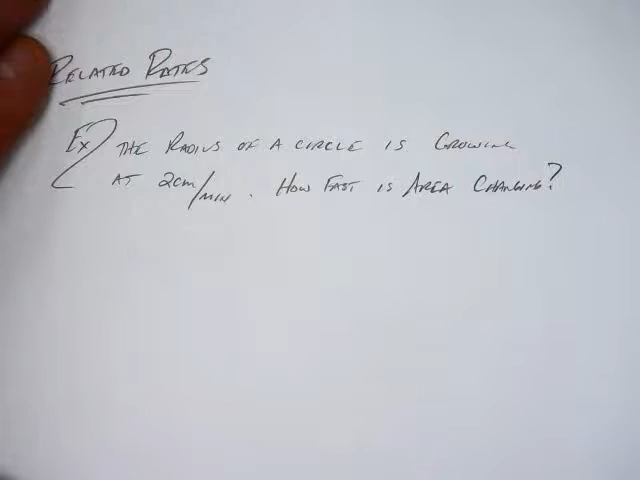 RELATED RATES
Ex) THE RADIUS OF A CIRCLE IS GROWING
AT 2cm/MIN. HOW FAST IS AREA CHANGING?